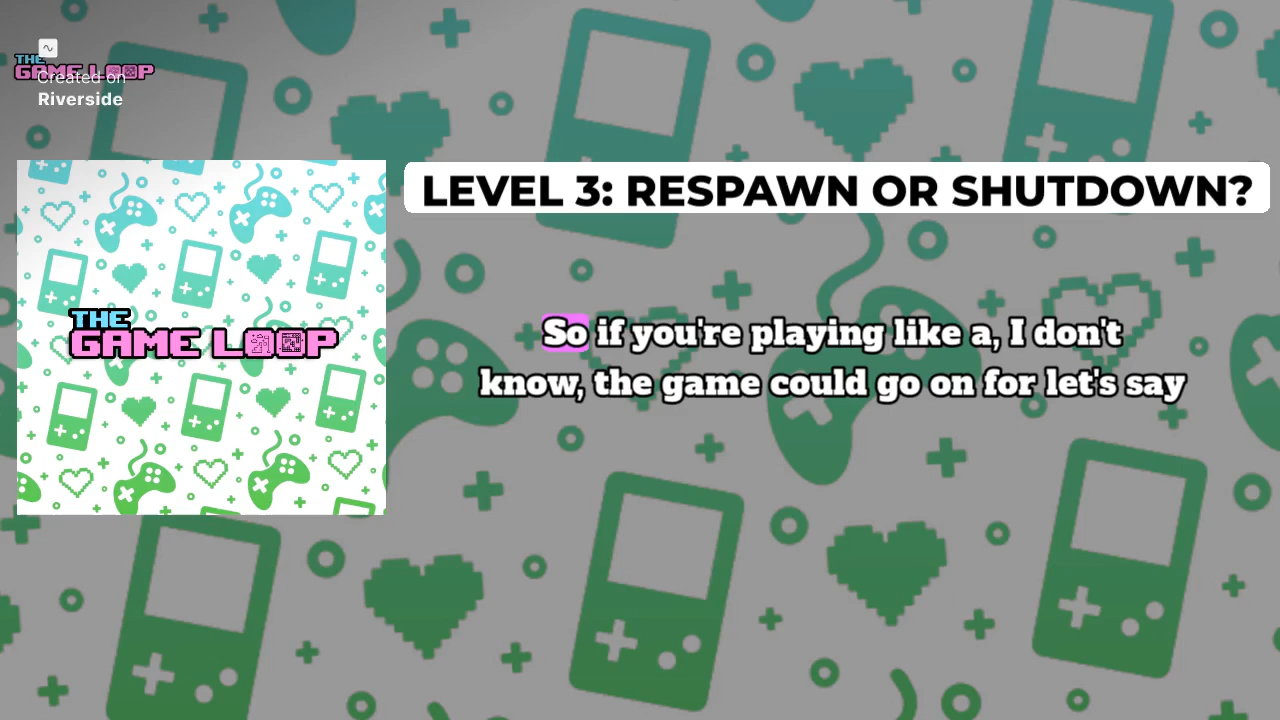 THE
GAME LOOP
Created on
Riverside
LEVEL 3: RESPAWN OR SHUTDOWN?
THE
GAME LOOP
So if you're playing like a, I don't
know, the game could go on for let's say